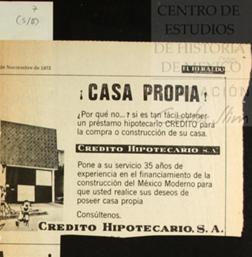 7
(S/D)
CENTRO DE
ESTUDIOS
DE HISTORIA
DE MÉXICO
de Noviembre de 1973
EL HERALDO
¡CASA PROPIA!
¿Por qué no...? si es tan fácil obtener
un préstamo hipotecario CREDITO para
la compra o construcción de su casa.
CREDITO HIPOTECARIO S.A.
Pone a su servicio 35 años de
experiencia en el financiamiento de la
construcción del México Moderno para
que usted realice sus deseos de
poseer casa propia
Consúltenos.
CREDITO HIPOTECARIO, S.A.